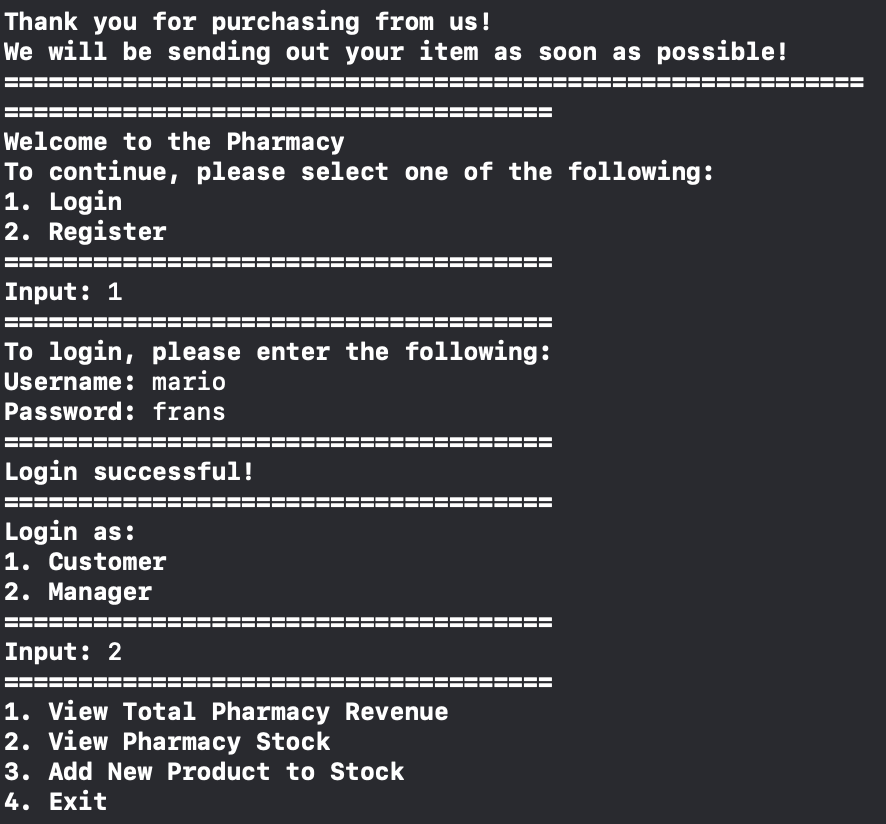 Thank you for purchasing from us!
We will be sending out your item as soon as possible!
==========================================================
=====================================
Welcome to the Pharmacy
To continue, please select one of the following:
1. Login
2. Register
=====================================
Input: 1
=====================================
To login, please enter the following:
Username: mario
Password: frans
=====================================
Login successful!
=====================================
Login as:
1. Customer
2. Manager
=====================================
Input: 2
=====================================
1. View Total Pharmacy Revenue
2. View Pharmacy Stock
3. Add New Product to Stock
4. Exit